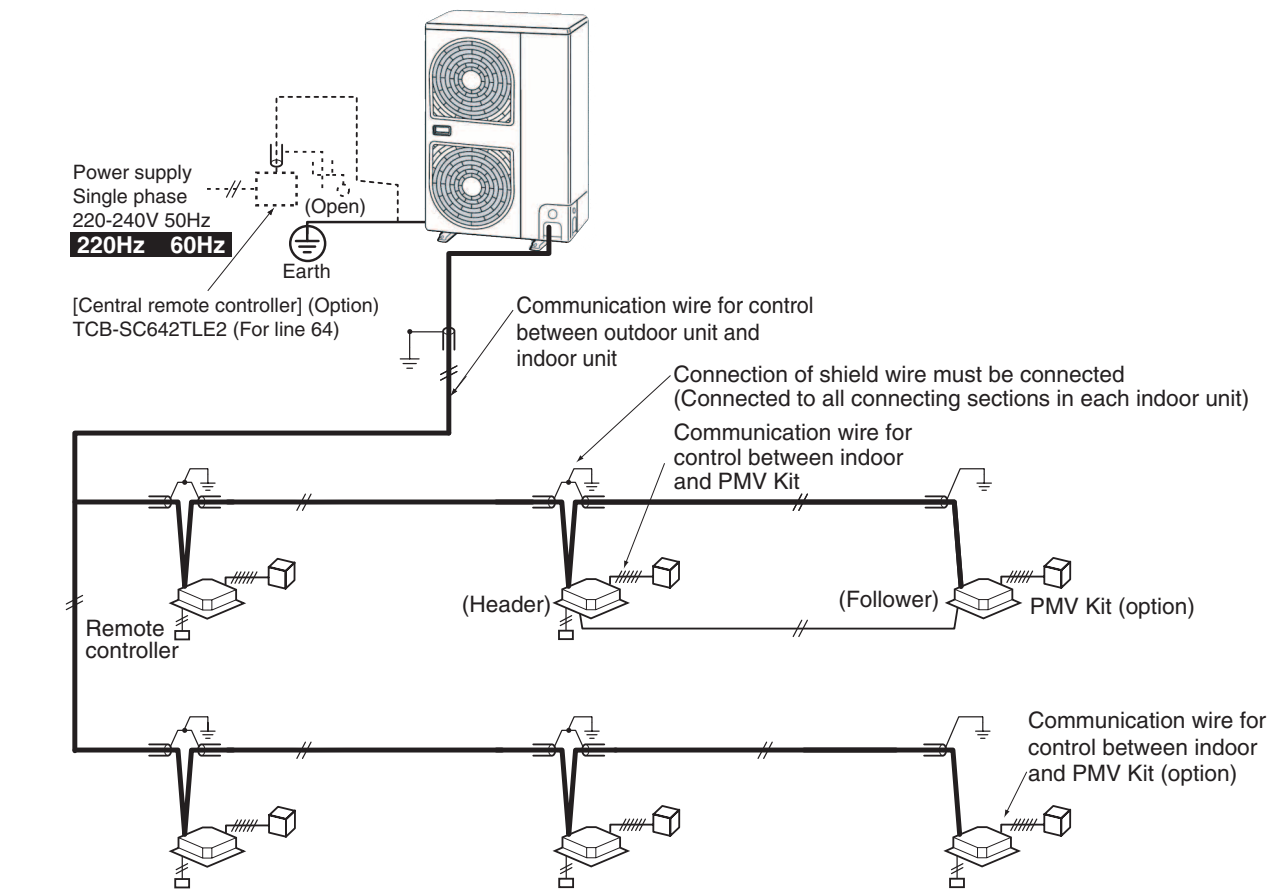 Power supply
Single phase
220-240V 50Hz
220Hz 60Hz
(Open)
Earth
[Central remote controller] (Option)
TCB-SC642TLE2 (For line 64)
Communication wire for control
between outdoor unit and
indoor unit
Connection of shield wire must be connected
(Connected to all connecting sections in each indoor unit)
Communication wire for
control between indoor
and PMV Kit
(Header)
(Follower)
PMV Kit (option)
Remote
controller
Communication wire for
control between indoor
and PMV Kit (option)